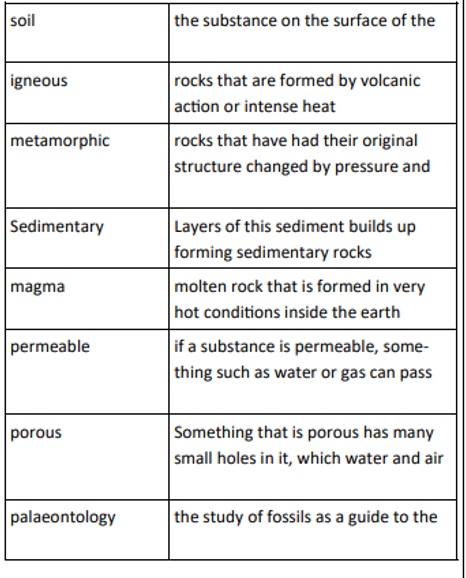 soil the substance on the surface of the
igneous rocks that are formed by volcanic
action or intense heat
metamorphic rocks that have had their original
structure changed by pressure and
Sedimentary Layers of this sediment builds up
forming sedimentary rocks
magma molten rock that is formed in very
hot conditions inside the earth
permeable if a substance is permeable, some-
thing such as water or gas can pass
porous Something that is porous has many
small holes in it, which water and air
palaeontology the study of fossils as a guide to the